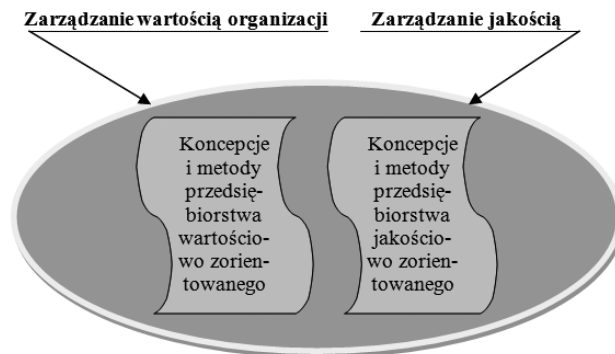 Zarządzanie wartością organizacji
Zarządzanie jakością
Koncepcje
i metody
przedsię-
biorstwa
wartościo-
wo zorien-
towanego
Koncepcje
i metody
przedsię-
biorstwa
jakościo-
wo zorien-
towanego